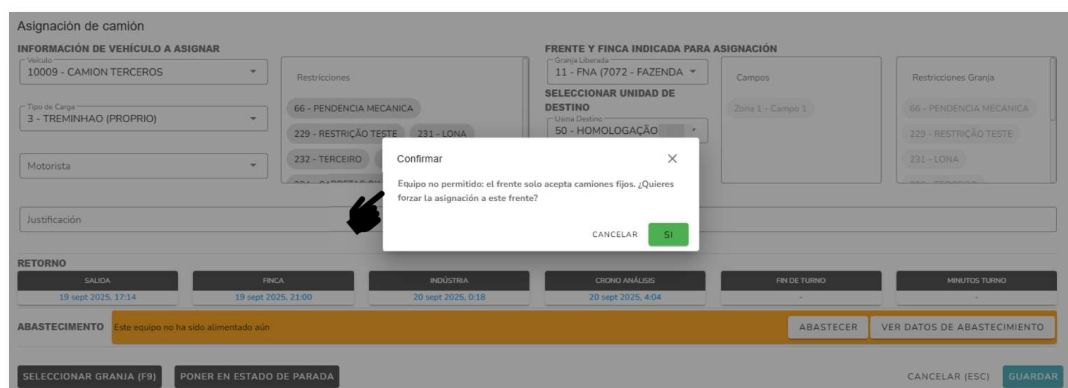 Asignación de camión
INFORMACIÓN DE VEHÍCULO A ASIGNAR
Veículo
10009 - CAMION TERCEROS
Tipo de Carga
3 - TREMINHAO (PROPRIO)
Motorista
Restricciones
66 - PENDENCIA MECANICA
229 - RESTRIÇÃO TESTE 231 - LONA
232 - TERCEIRO
FRENTE Y FINCA INDICADA PARA ASIGNACIÓN
Granja Liberada
11 - FNA (7072 - FAZENDA
SELECCIONAR UNIDAD DE
DESTINO
Usina Destino
50 - HOMOLOGAÇÃO
Campos
Zona 1 - Campo 1
Restricciones Granja
66 - PENDENCIA MECANICA
229 - RESTRIÇÃO TESTE
231 - LONA
Confirmar
Equipo no permitido: el frente solo acepta camiones fijos. ¿Quieres
forzar la asignación a este frente?
CANCELAR SI
Justificación
RETORNO
SALIDA FINCA INDÚSTRIA CRONO ANÁLISIS FIN DE TURNO MINUTOS TURNO
19 sept 2025, 17:14 19 sept 2025, 21:00 20 sept 2025, 0:18 20 sept 2025, 4:04 - -
ABASTECIMIENTO Este equipo no ha sido alimentado aún ABASTECER VER DATOS DE ABASTECIMIENTO
SELECCIONAR GRANJA (F9) PONER EN ESTADO DE PARADA CANCELAR (ESC) GUARDAR